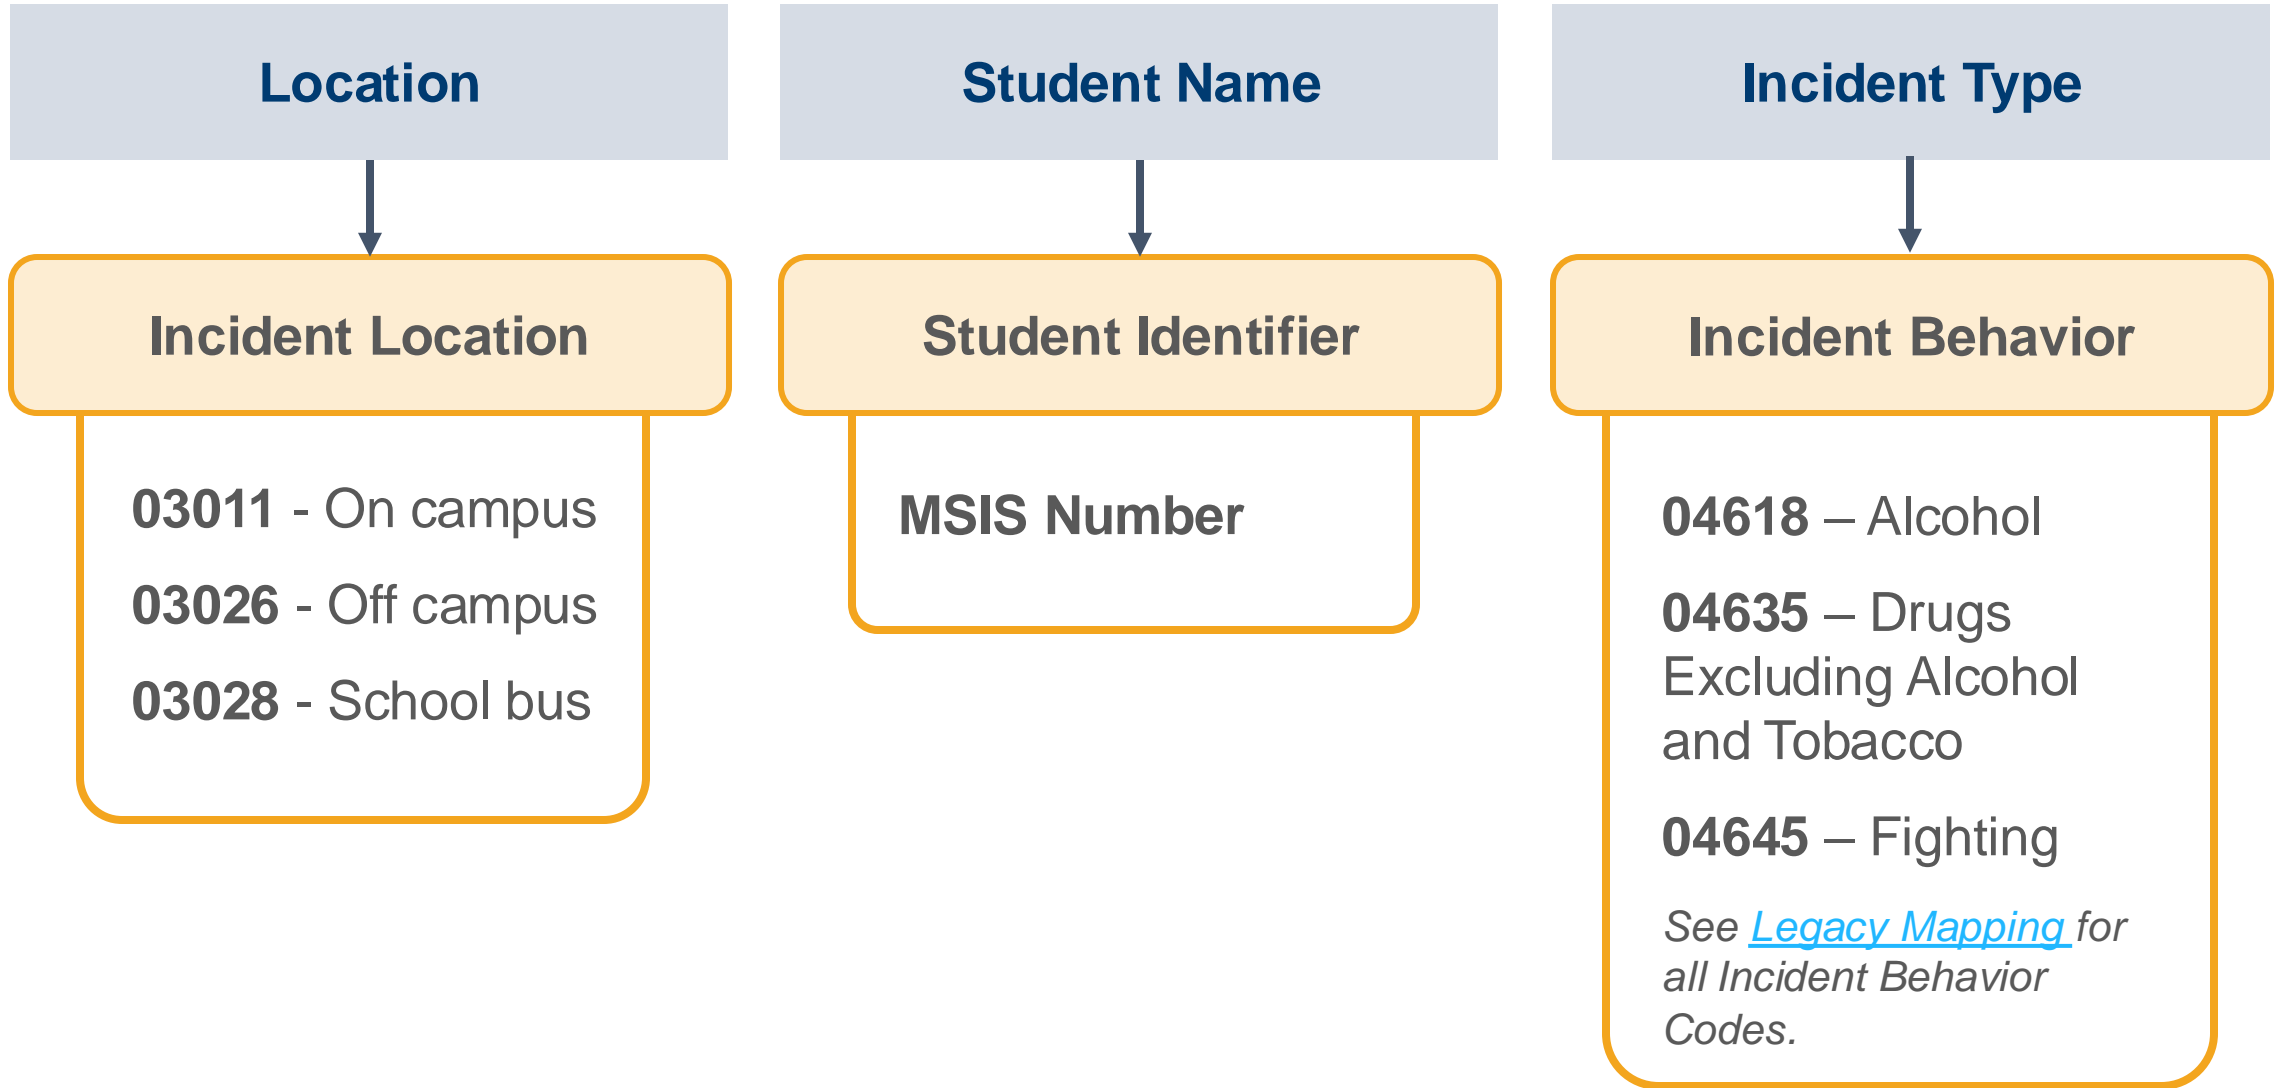 Location
Student Name
Incident Type
Incident Location
Student Identifier
Incident Behavior
03011 - On campus
03026 - Off campus
03028 - School bus
MSIS Number
04618 – Alcohol
04635 – Drugs
Excluding Alcohol
and Tobacco
04645 – Fighting
See Legacy Mapping for
all Incident Behavior
Codes.